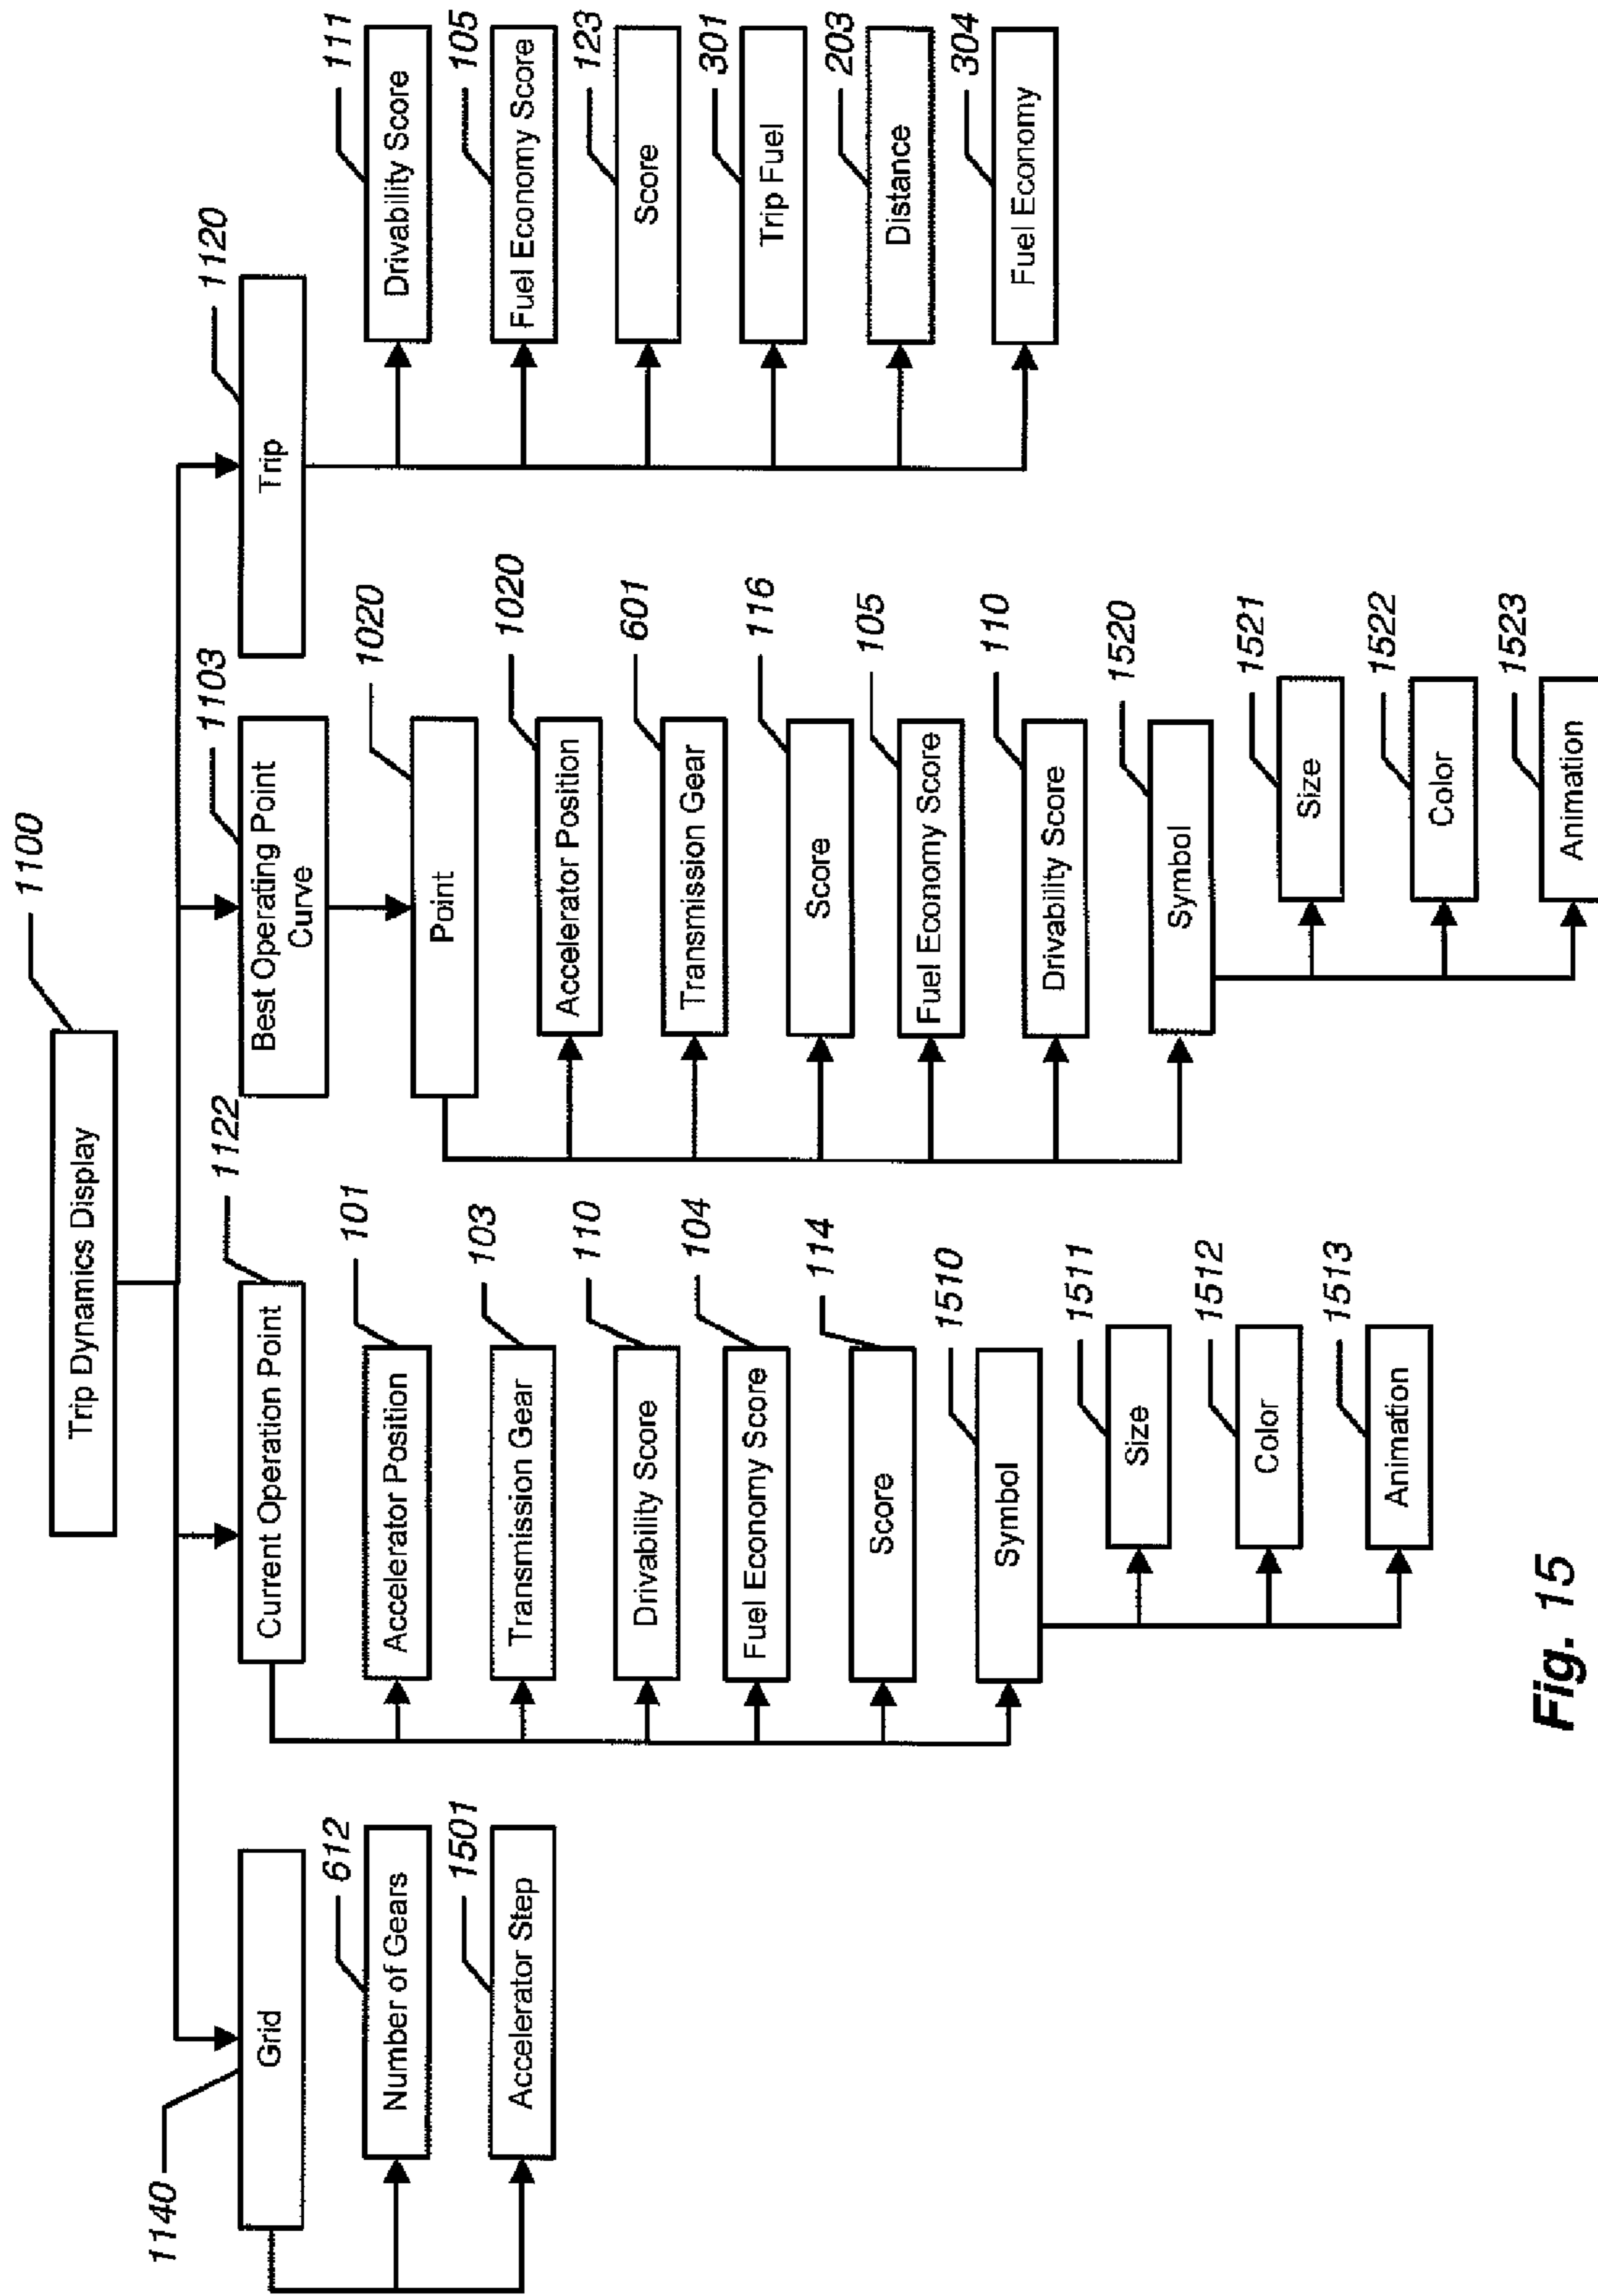 1100
Trip Dynamics Display
1140
Grid
612
Number of Gears
1501
Accelerator Step
1122
Current Operation Point
101
Accelerator Position
103
Transmission Gear
110
Drivability Score
104
Fuel Economy Score
114
Score
1510
Symbol
1511
Size
1512
Color
1513
Animation
1103
Best Operating Point
Curve
1020
Point
1020
Accelerator Position
601
Transmission Gear
116
Score
105
Fuel Economy Score
110
Drivability Score
1520
Symbol
1521
Size
1522
Color
1523
Animation
1120
Trip
111
Drivability Score
105
Fuel Economy Score
123
Score
301
Trip Fuel
203
Distance
304
Fuel Economy
Fig. 15